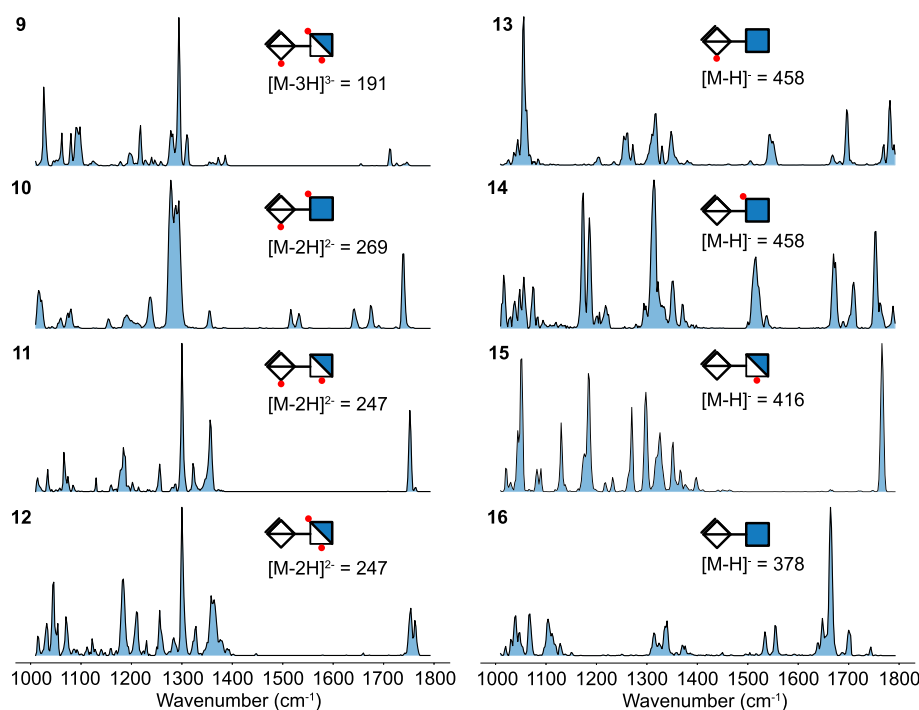 9
[M-3H]³⁻ = 191
10
[M-2H]²⁻ = 269
11
[M-2H]²⁻ = 247
12
[M-2H]²⁻ = 247
1000 1100 1200 1300 1400 1500 1600 1700 1800
Wavenumber (cm⁻¹)
13
[M-H]⁻ = 458
14
[M-H]⁻ = 458
15
[M-H]⁻ = 416
16
[M-H]⁻ = 378
1000 1100 1200 1300 1400 1500 1600 1700 1800
Wavenumber (cm⁻¹)